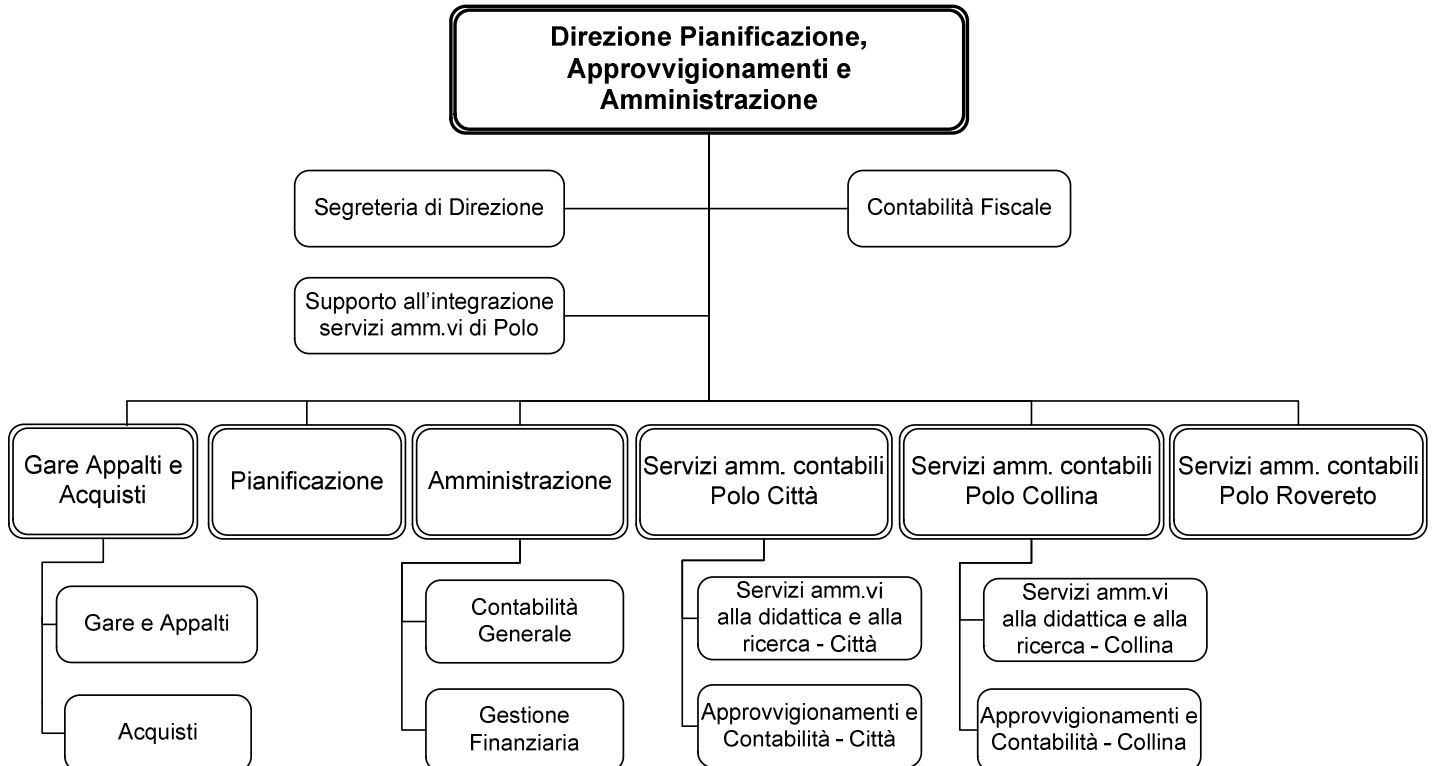 Direzione Pianificazione,
Approvvigionamenti e
Amministrazione
Segreteria di Direzione
Contabilità Fiscale
Supporto all'integrazione
servizi amm.vi di Polo
Gare Appalti e
Acquisti
Pianificazione
Amministrazione
Servizi amm. contabili
Polo Città
Servizi amm. contabili
Polo Collina
Servizi amm. contabili
Polo Rovereto
Gare e Appalti
Acquisti
Contabilità
Generale
Gestione
Finanziaria
Servizi amm.vi
alla didattica e alla
ricerca - Città
Approvvigionamenti e
Contabilità - Città
Servizi amm.vi
alla didattica e alla
ricerca - Collina
Approvvigionamenti e
Contabilità - Collina